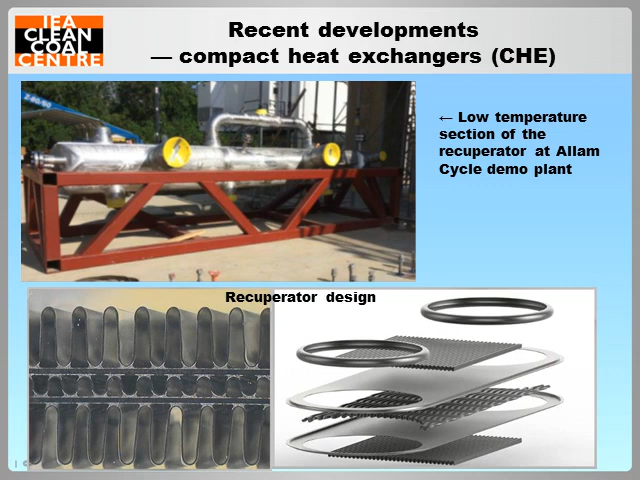 IEA
CLEAN
COAL
CENTRE
Recent developments
— compact heat exchangers (CHE)
← Low temperature
section of the
recuperator at Allam
Cycle demo plant
Recuperator design
| ©